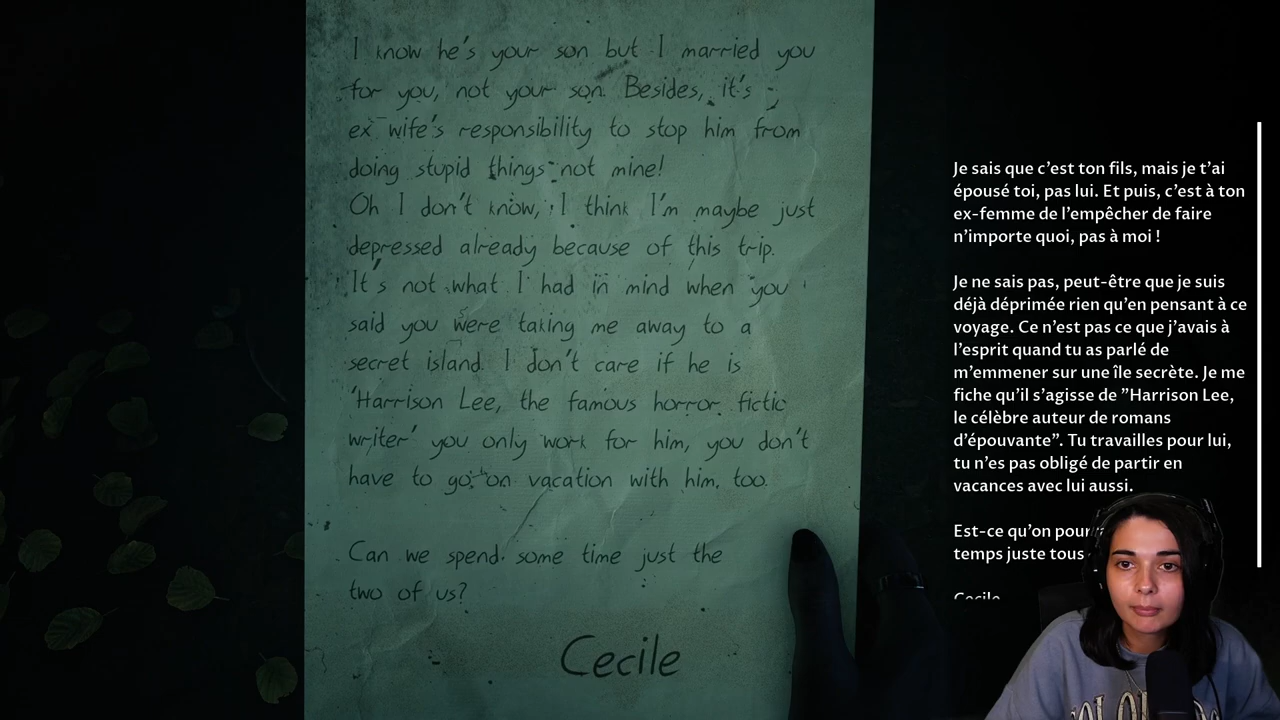 I know he's your son but I married you
for you, not your son. Besides, it's
ex wife's responsibility to stop him from
doing stupid things not mine!
Oh I don't know, I think I'm maybe just
depressed already because of this trip.
It's not what I had in mind when you
said you were taking me away to a
secret island. I don't care if he is
'Harrison Lee, the famous horror fictic
writer' you only work for him, you don't
have to go on vacation with him, too.
Can we spend some time just the
two of us?
Cecile
Je sais que c'est ton fils, mais je t'ai
épousé toi, pas lui. Et puis, c'est à ton
ex-femme de l'empêcher de faire
n'importe quoi, pas à moi !
Je ne sais pas, peut-être que je suis
déjà déprimée rien qu'en pensant à ce
voyage. Ce n'est pas ce que j'avais à
l'esprit quand tu as parlé de
m'emmener sur une île secrète. Je me
fiche qu'il s'agisse de "Harrison Lee,
le célèbre auteur de romans
d'épouvante". Tu travailles pour lui,
tu n'es pas obligé de partir en
vacances avec lui aussi.
Est-ce qu'on
temps juste tous
Cecile